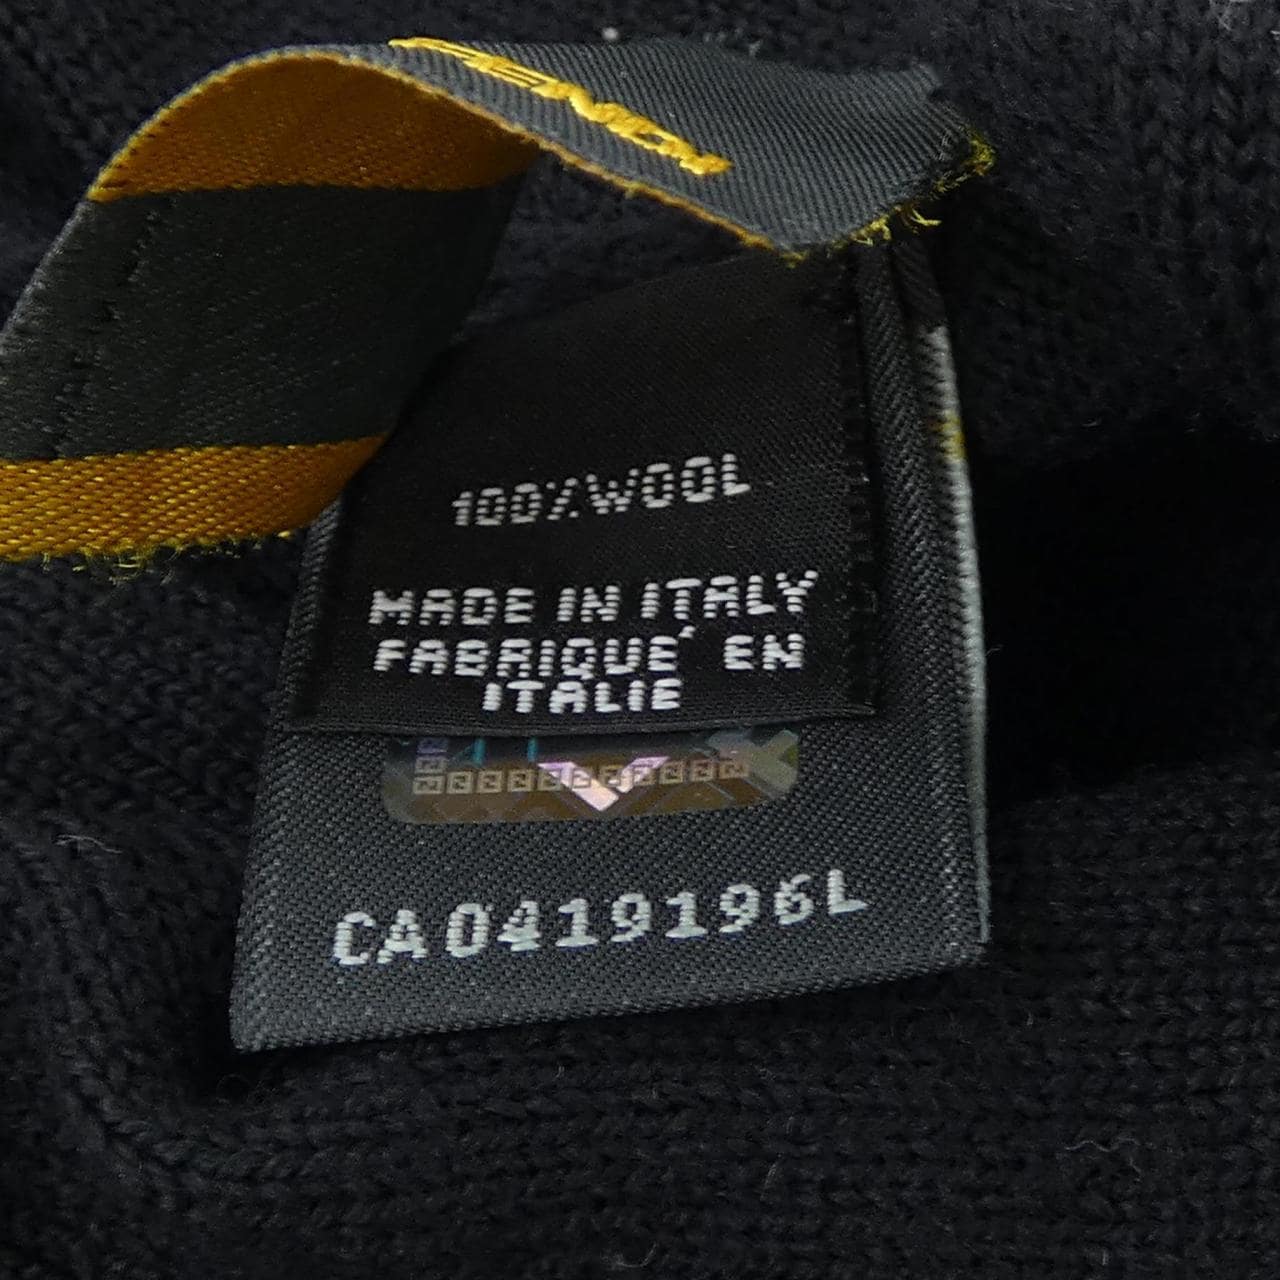 100%WOOL
MADE IN ITALY
FABRIQUE' EN
ITALIE
CA0419196L